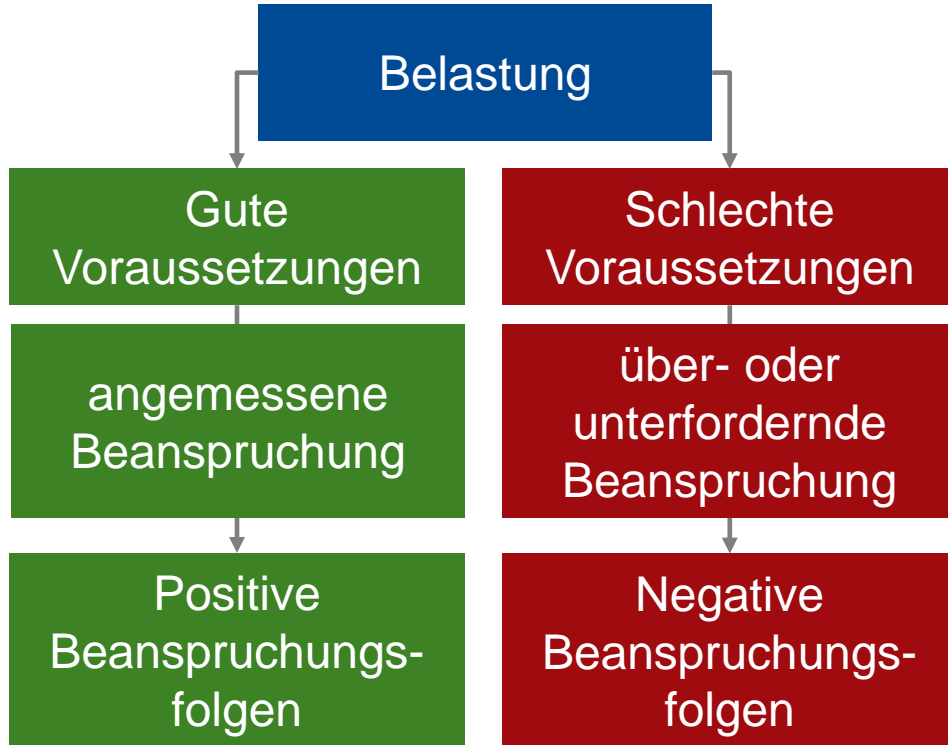 Belastung
Gute
Voraussetzungen
angemessene
Beanspruchung
Positive
Beanspruchungs-
folgen
Schlechte
Voraussetzungen
über- oder
unterfordernde
Beanspruchung
Negative
Beanspruchungs-
folgen